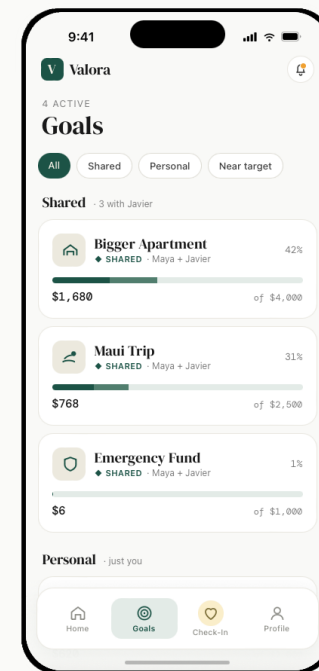 9:41
V Valora
4 ACTIVE
Goals
All Shared Personal Near target
Shared · 3 with Javier
Bigger Apartment 42%
◆ SHARED · Maya + Javier
$1,680 of $4,000
Maui Trip 31%
◆ SHARED · Maya + Javier
$768 of $2,500
Emergency Fund 1%
◆ SHARED · Maya + Javier
$6 of $1,000
Personal · just you
Home Goals Check-In Profile